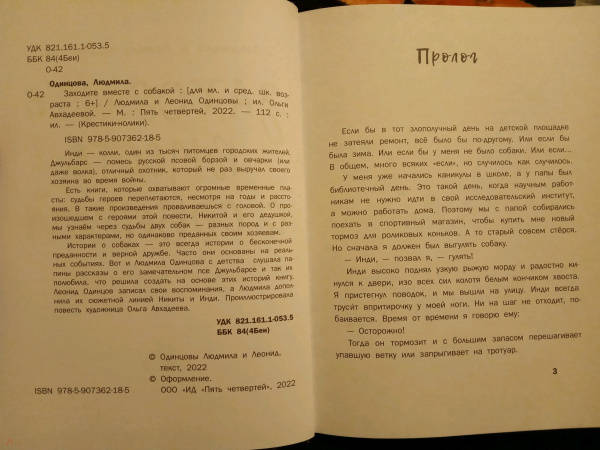 УДК 821.161.1-053.5
ББК 84(4Беи)
О-42
Одинцова, Людмила.
О-42 Заходите вместе с собакой : [для мл. и сред. шк. воз-
раста : 6+] / Людмила и Леонид Одинцовы ; ил. Ольги
Авхадеевой. — М. : Пять четвертей, 2022. — 112 с. :
ил. — (Крестики-нолики).
ISBN 978-5-907362-18-5
Инди — колли, один из тысяч питомцев городских жителей,
Джульбарс — помесь русской псовой борзой и овчарки (или
даже волка), отличный охотник, который не раз выручал своего
хозяина во время войны.
Есть книги, которые охватывают огромные временные пла-
сты: судьбы героев переплетаются, несмотря на годы и рассто-
яния. В такие произведения проваливаешься с головой. О про-
изошедшем с героями этой повести, Никитой и его дедушкой,
мы узнаём через судьбы двух собак — разных пород и с раз-
ными характерами, но одинаково преданных своим хозяевам.
Истории о собаках — это всегда истории о бесконечной
преданности и верной дружбе. Часто они основаны на реаль-
ных событиях. Вот и Людмила Одинцова с детства слушала па-
пины рассказы о его замечательном псе Джульбарсе и так их
полюбила, что решила создать на основе этих историй книгу.
Леонид Одинцов записал свои воспоминания, а Людмила допол-
нила их сюжетной линией Никиты и Инди. Проиллюстрировала
повесть художница Ольга Авхадеева.
УДК 821.161.1-053.5
ББК 84(4Беи)
© Одинцовы Людмила и Леонид,
текст, 2022
© Оформление.
ISBN 978-5-907362-18-5 ООО «ИД «Пять четвертей», 2022
Пролог
Если бы в тот злополучный день на детской площадке
не затеяли ремонт, всё было бы по-другому. Или если бы
была зима. Или если бы у меня не было собаки. Или если...
В общем, много всяких «если», но случилось как случилось.
У меня уже начались каникулы в школе, а у папы был
библиотечный день. Это такой день, когда научным работ-
никам не нужно идти в свой исследовательский институт,
а можно работать дома. Поэтому мы с папой собирались
поехать в спортивный магазин, чтобы купить мне новый
тормоз для роликовых коньков. А то старый совсем стёрся.
Но сначала я должен был выгулять собаку.
— Инди, — позвал я, — гулять!
Инди высоко поднял узкую рыжую морду и радостно ки-
нулся к двери, изо всех сил колотя белым кончиком хвоста.
Я пристегнул поводок, и мы вышли на улицу. Инди всегда
трусит впритирочку у моей ноги. Ни на шаг не отходит, по-
баивается. Время от времени я говорю ему:
— Осторожно!
Тогда он тормозит и с большим запасом перешагивает
упавшую ветку или запрыгивает на тротуар.
3